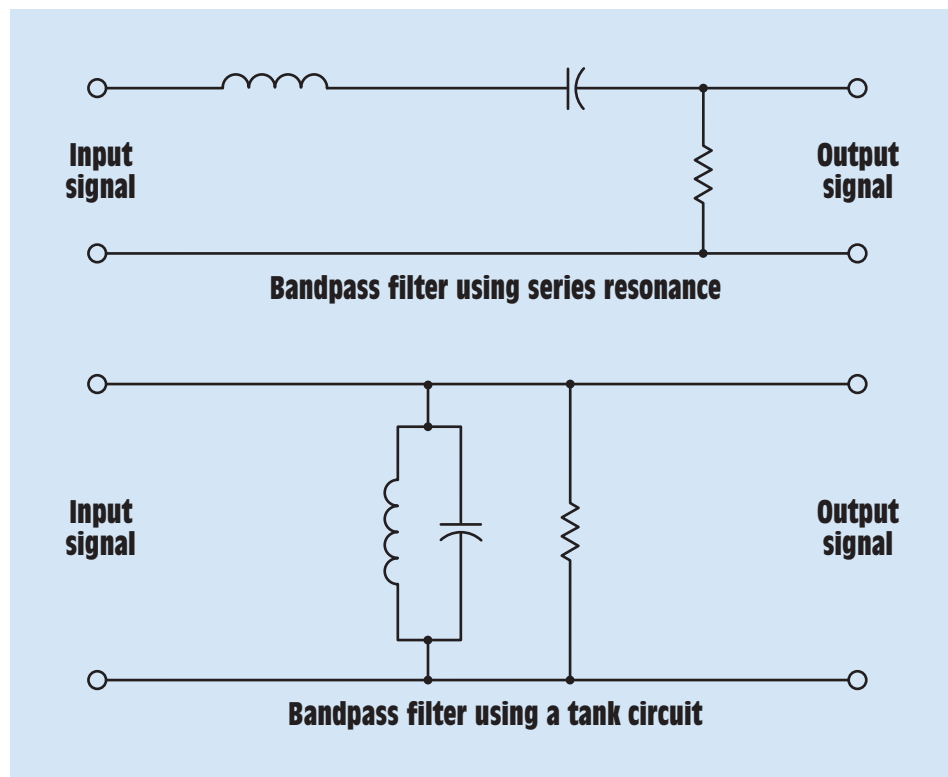 Input
signal
Output
signal
Bandpass filter using series resonance
Input
signal
Output
signal
Bandpass filter using a tank circuit